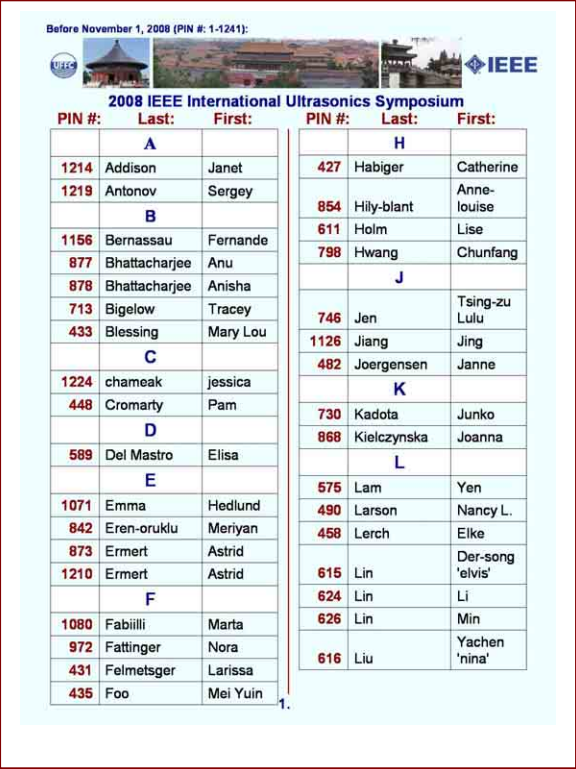 Before November 1, 2008 (PIN #: 1-1241):
UFFC
IEEE
2008 IEEE International Ultrasonics Symposium
PIN #: Last: First:
A
1214 Addison Janet
1219 Antonov Sergey
B
1156 Bernassau Fernande
877 Bhattacharjee Anu
878 Bhattacharjee Anisha
713 Bigelow Tracey
433 Blessing Mary Lou
C
1224 chameak jessica
448 Cromarty Pam
D
589 Del Mastro Elisa
E
1071 Emma Hedlund
842 Eren-oruklu Meriyan
873 Ermert Astrid
1210 Ermert Astrid
F
1080 Fabiilli Marta
972 Fattinger Nora
431 Felmetsger Larissa
435 Foo Mei Yuin
PIN #: Last: First:
H
427 Habiger Catherine
Anne-
854 Hily-blant louise
611 Holm Lise
798 Hwang Chunfang
J
Tsing-zu
746 Jen Lulu
1126 Jiang Jing
482 Joergensen Janne
K
730 Kadota Junko
868 Kielczynska Joanna
L
575 Lam Yen
490 Larson Nancy L.
458 Lerch Elke
Der-song
615 Lin 'elvis'
624 Lin Li
626 Lin Min
Yachen
616 Liu 'nina'
1.